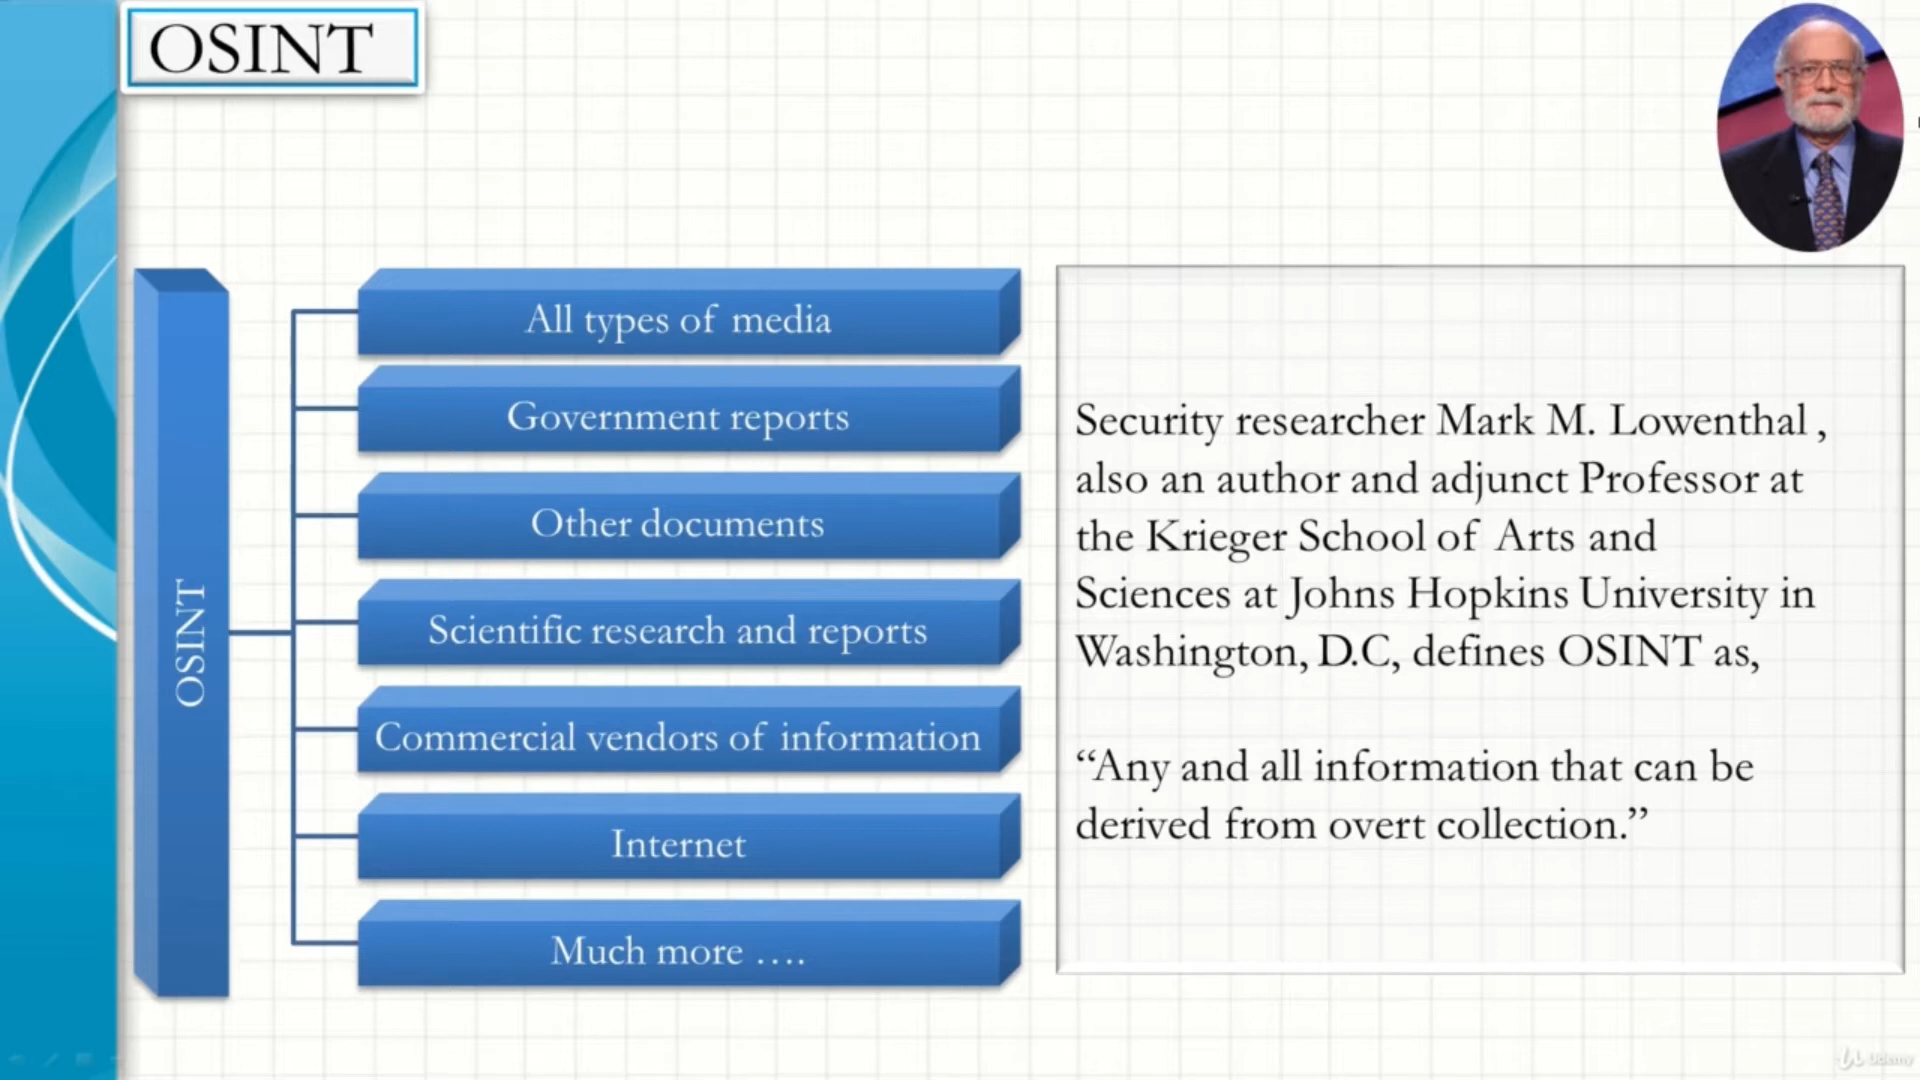 OSINT
OSINT
All types of media
Government reports
Other documents
Scientific research and reports
Commercial vendors of information
Internet
Much more ....
Security researcher Mark M. Lowenthal ,
also an author and adjunct Professor at
the Krieger School of Arts and
Sciences at Johns Hopkins University in
Washington, D.C, defines OSINT as,
“Any and all information that can be
derived from overt collection.”
Udemy